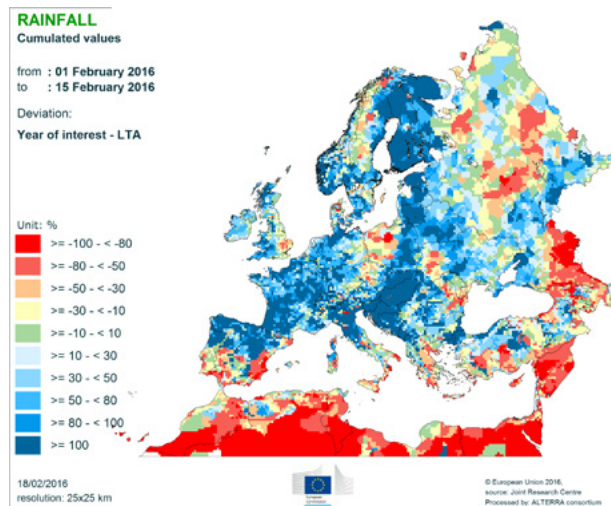 RAINFALL
Cumulated values
from : 01 February 2016
to : 15 February 2016
Deviation:
Year of interest - LTA
Unit: %
>= -100 - < -80
>= -80 - < -50
>= -50 - < -30
>= -30 - < -10
>= -10 - < 10
>= 10 - < 30
>= 30 - < 50
>= 50 - < 80
>= 80 - < 100
>= 100
18/02/2016
resolution: 25x25 km
European
Commission
© European Union 2016,
source: Joint Research Centre
Processed by: ALTERRA consortium